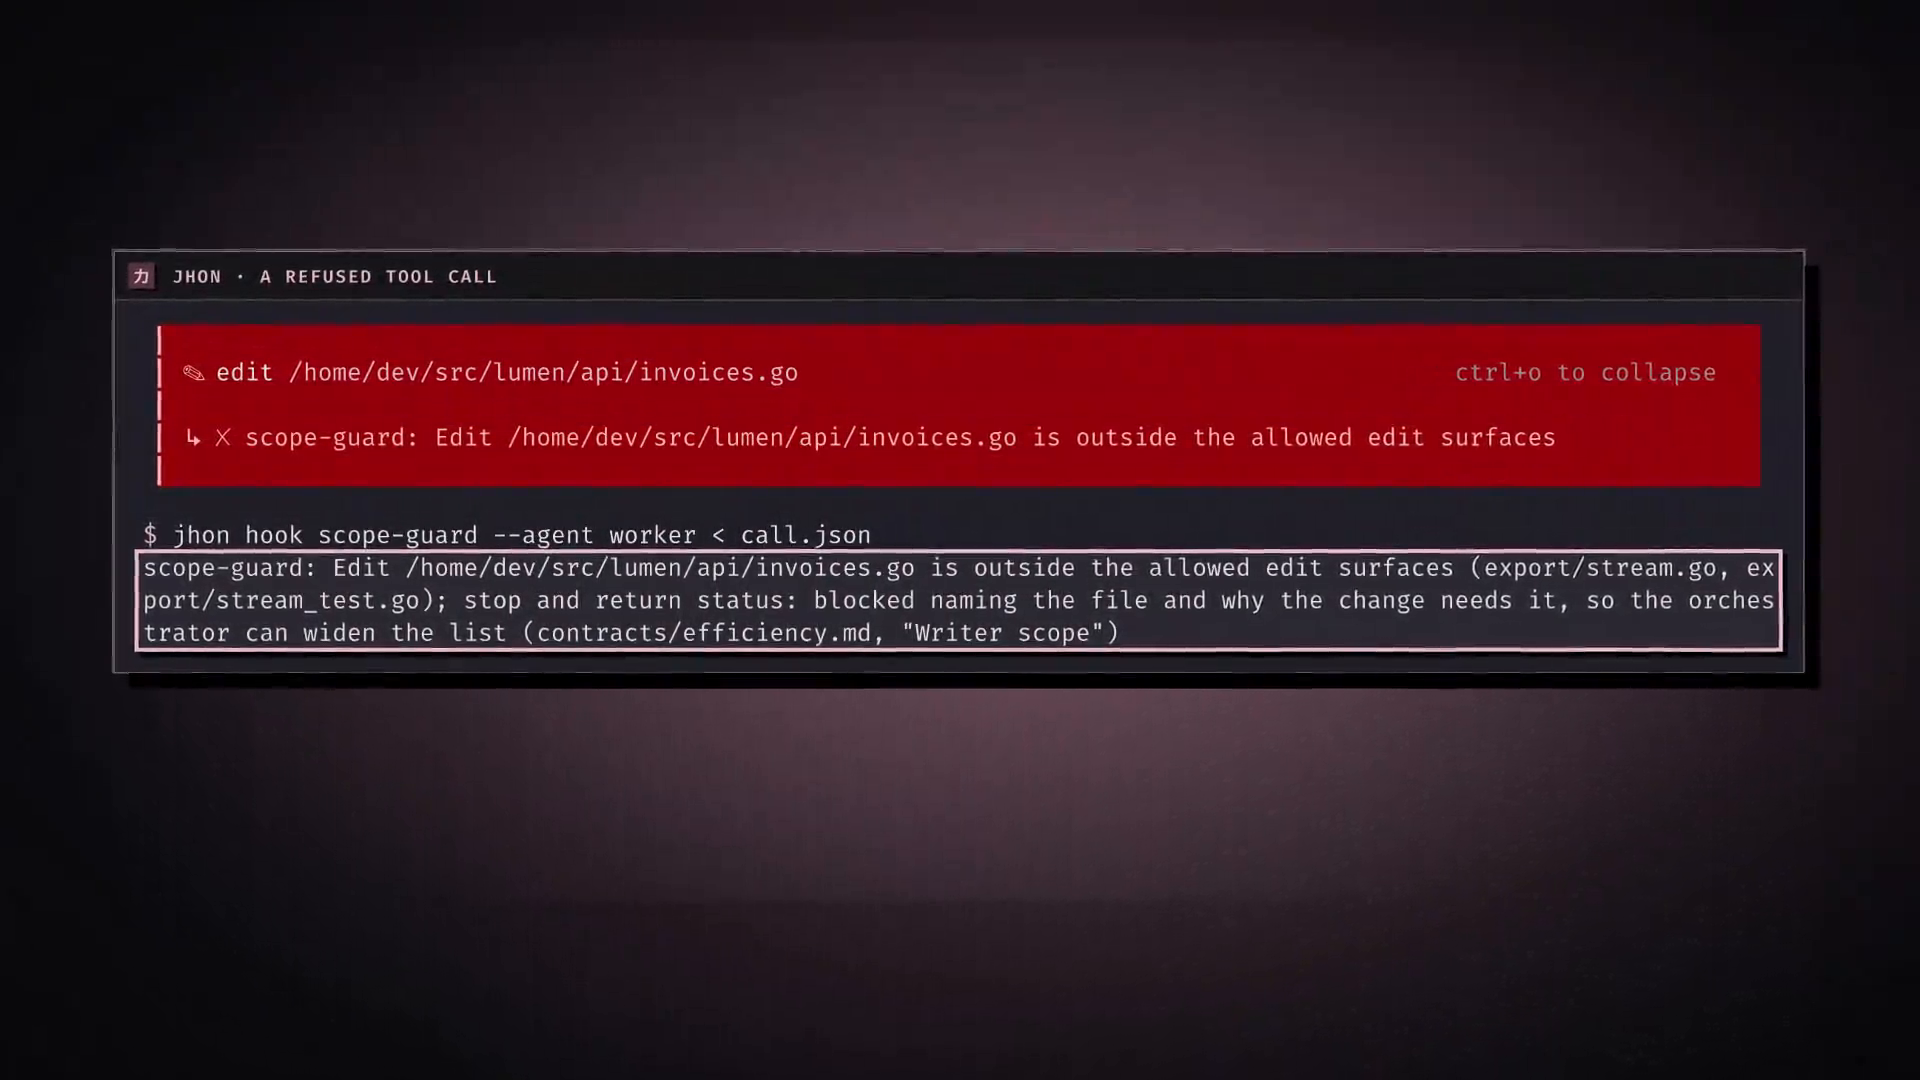 力 JHON · A REFUSED TOOL CALL
✎ edit /home/dev/src/lumen/api/invoices.go ctrl+o to collapse
↳ X scope-guard: Edit /home/dev/src/lumen/api/invoices.go is outside the allowed edit surfaces
$ jhon hook scope-guard --agent worker < call.json
scope-guard: Edit /home/dev/src/lumen/api/invoices.go is outside the allowed edit surfaces (export/stream.go, ex
port/stream_test.go); stop and return status: blocked naming the file and why the change needs it, so the orches
trator can widen the list (contracts/efficiency.md, "Writer scope")